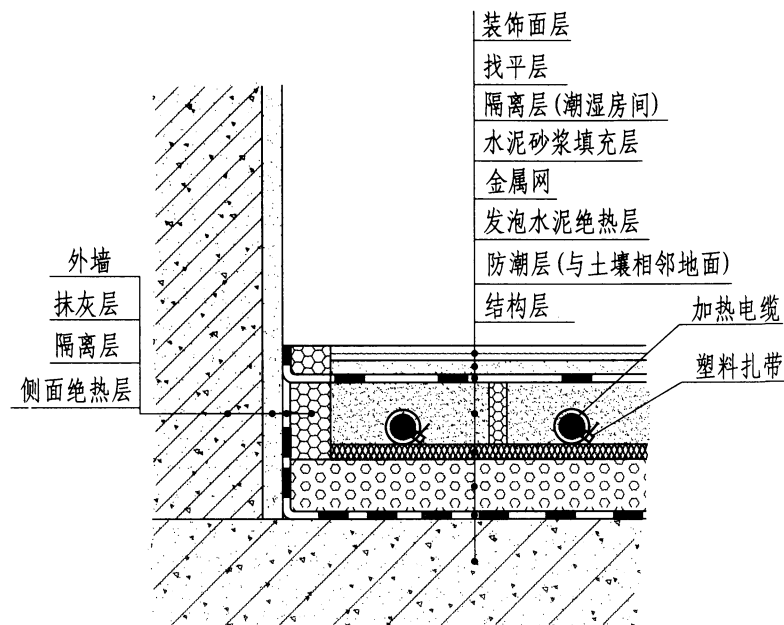 装饰面层
找平层
隔离层(潮湿房间)
水泥砂浆填充层
金属网
发泡水泥绝热层
防潮层(与土壤相邻地面)
结构层
外墙
抹灰层
隔离层
侧面绝热层
加热电缆
塑料扎带